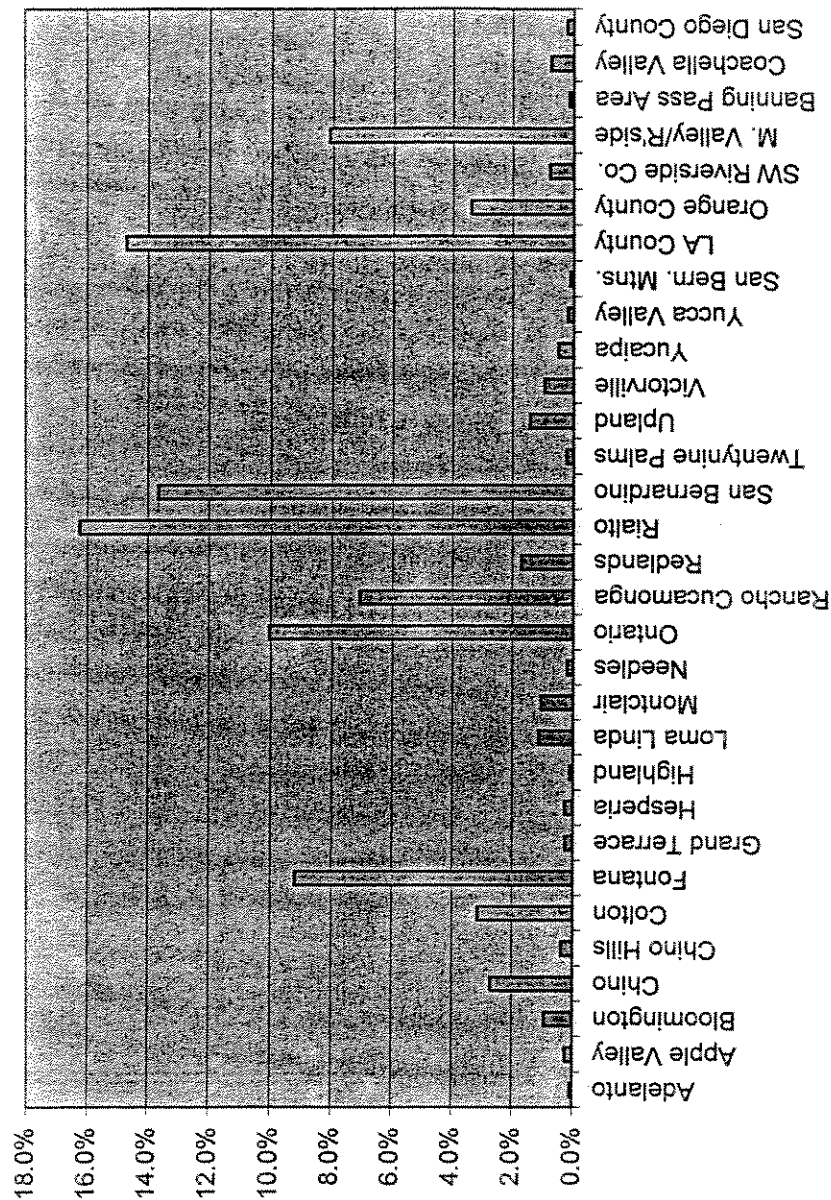 18.0%
16.0%
14.0%
12.0%
10.0%
8.0%
6.0%
4.0%
2.0%
0.0%
Adelanto
Apple Valley
Bloomington
Chino
Chino Hills
Colton
Fontana
Grand Terrace
Hesperia
Highland
Loma Linda
Montclair
Needles
Ontario
Rancho Cucamonga
Redlands
Rialto
San Bernardino
Twentynine Palms
Upland
Victorville
Yucaipa
Yucca Valley
San Bern. Mtns.
LA County
Orange County
SW Riverside Co.
M. Valley/R'side
Banning Pass Area
Coachella Valley
San Diego County